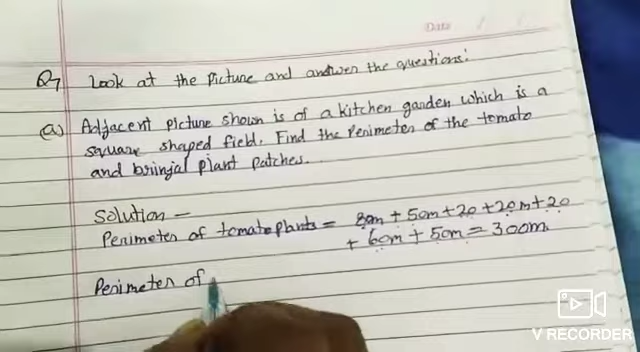 Date / /
Q7 Look at the Picture and answer the questions:
(a) Adjacent picture shown is of a kitchen garden which is a
square shaped field. Find the Perimeter of the tomato
and brinjal plant patches.
Solution -
Perimeter of tomato plants = 80m + 50m + 20 + 20m + 20
+ 60m + 50m = 300m
Perimeter of
V RECORDER